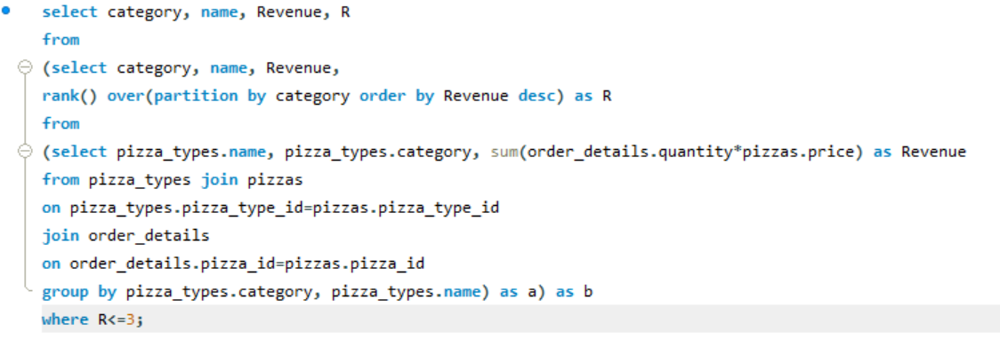 select category, name, Revenue, R
from
(select category, name, Revenue,
rank() over(partition by category order by Revenue desc) as R
from
(select pizza_types.name, pizza_types.category, sum(order_details.quantity*pizzas.price) as Revenue
from pizza_types join pizzas
on pizza_types.pizza_type_id=pizzas.pizza_type_id
join order_details
on order_details.pizza_id=pizzas.pizza_id
group by pizza_types.category, pizza_types.name) as a) as b
where R<=3;